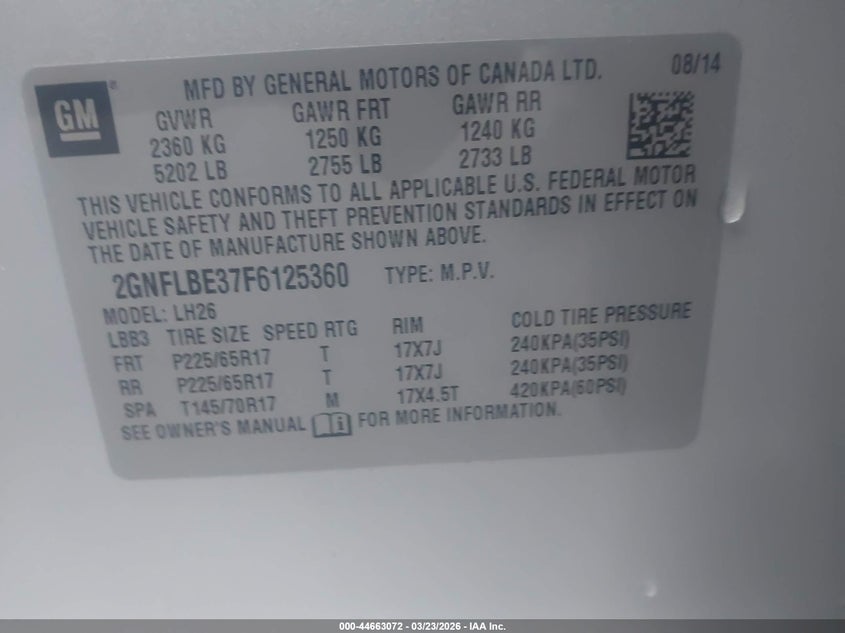 GM ®
MFD BY GENERAL MOTORS OF CANADA LTD. 08/14
GVWR GAWR FRT GAWR RR
2360 KG 1250 KG 1240 KG
5202 LB 2755 LB 2733 LB
THIS VEHICLE CONFORMS TO ALL APPLICABLE U.S. FEDERAL MOTOR
VEHICLE SAFETY AND THEFT PREVENTION STANDARDS IN EFFECT ON
THE DATE OF MANUFACTURE SHOWN ABOVE.
2GNFLBE37F6125360 TYPE: M.P.V.
MODEL: LH26
LBB3 TIRE SIZE SPEED RTG RIM COLD TIRE PRESSURE
FRT P225/65R17 T 17X7J 240KPA(35PSI)
RR P225/65R17 T 17X7J 240KPA(35PSI)
SPA T145/70R17 M 17X4.5T 420KPA(60PSI)
SEE OWNER'S MANUAL i FOR MORE INFORMATION.
000-44663072 - 03/23/2026 - IAA Inc.